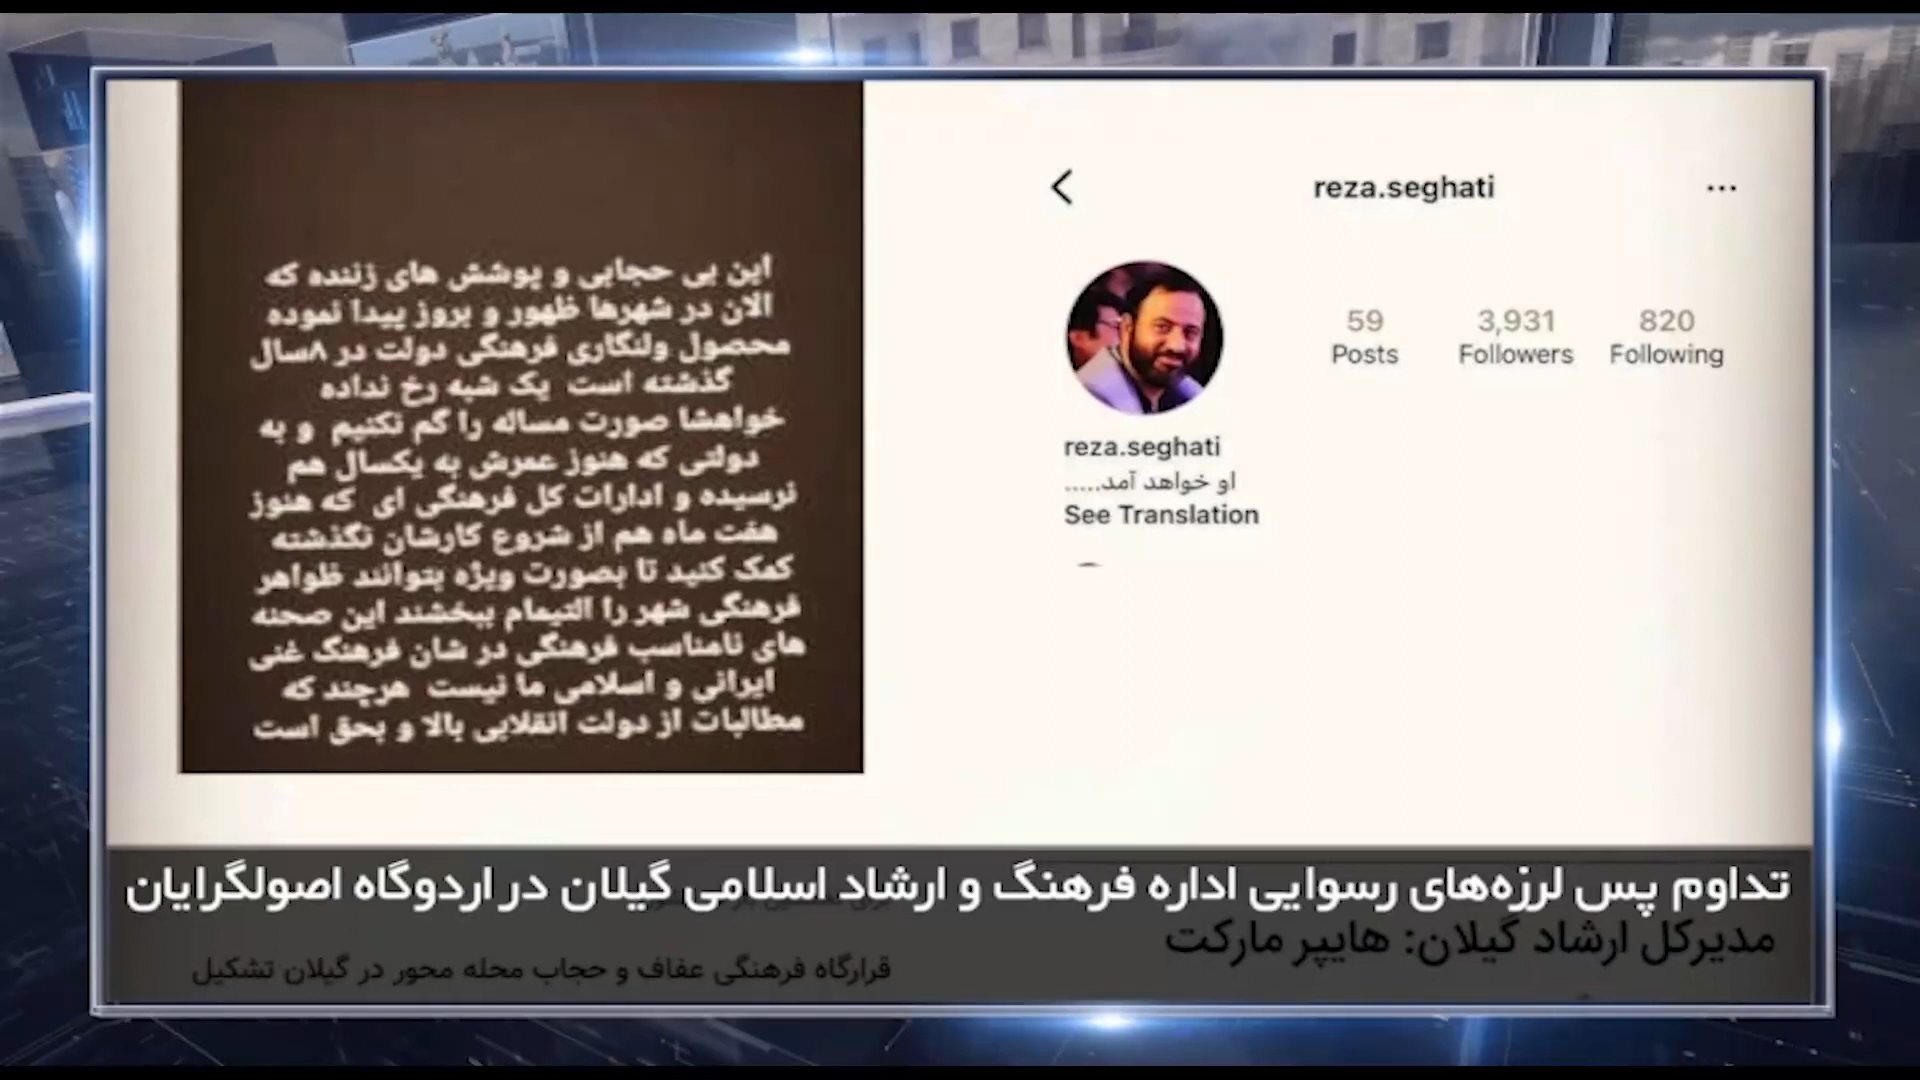 این بی حجابی و پوشش های زننده که
الان در شهرها ظهور و بروز پیدا نموده
محصول ولنگاری فرهنگی دولت در ۸سال
گذشته است یک شبه رخ نداده
خواهشا صورت مساله را گم نکنیم و به
دولتی که هنوز عمرش به یکسال هم
نرسیده و ادارات کل فرهنگی ای که هنوز
هفت ماه هم از شروع کارشان نگذشته
کمک کنید تا بصورت ویژه بتوانند ظواهر
فرهنگی شهر را التیمام ببخشند این صحنه
های نامناسب فرهنگی در شان فرهنگ غنی
ایرانی و اسلامی ما نیست هرچند که
مطالبات از دولت انقلابی بالا و بحق است
reza.seghati
59
3,931
820
Posts
Followers
Following
reza.seghati
او خواهد آمد.....
See Translation
تداوم پس لرزه‌های رسوایی اداره فرهنگ و ارشاد اسلامی گیلان در اردوگاه اصولگرایان
مدیرکل ارشاد گیلان: هایپر مارکت
قرارگاه فرهنگی عفاف و حجاب محله محور در گیلان تشکیل